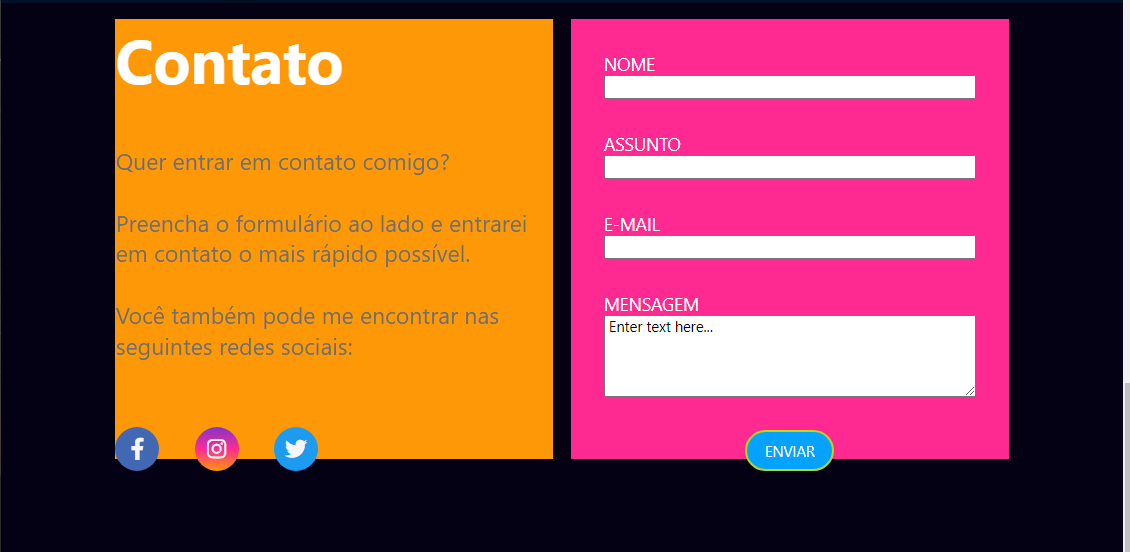 Contato
Quer entrar em contato comigo?
Preencha o formulário ao lado e entrarei
em contato o mais rápido possível.
Você também pode me encontrar nas
seguintes redes sociais:
NOME
ASSUNTO
E-MAIL
MENSAGEM
Enter text here...
ENVIAR